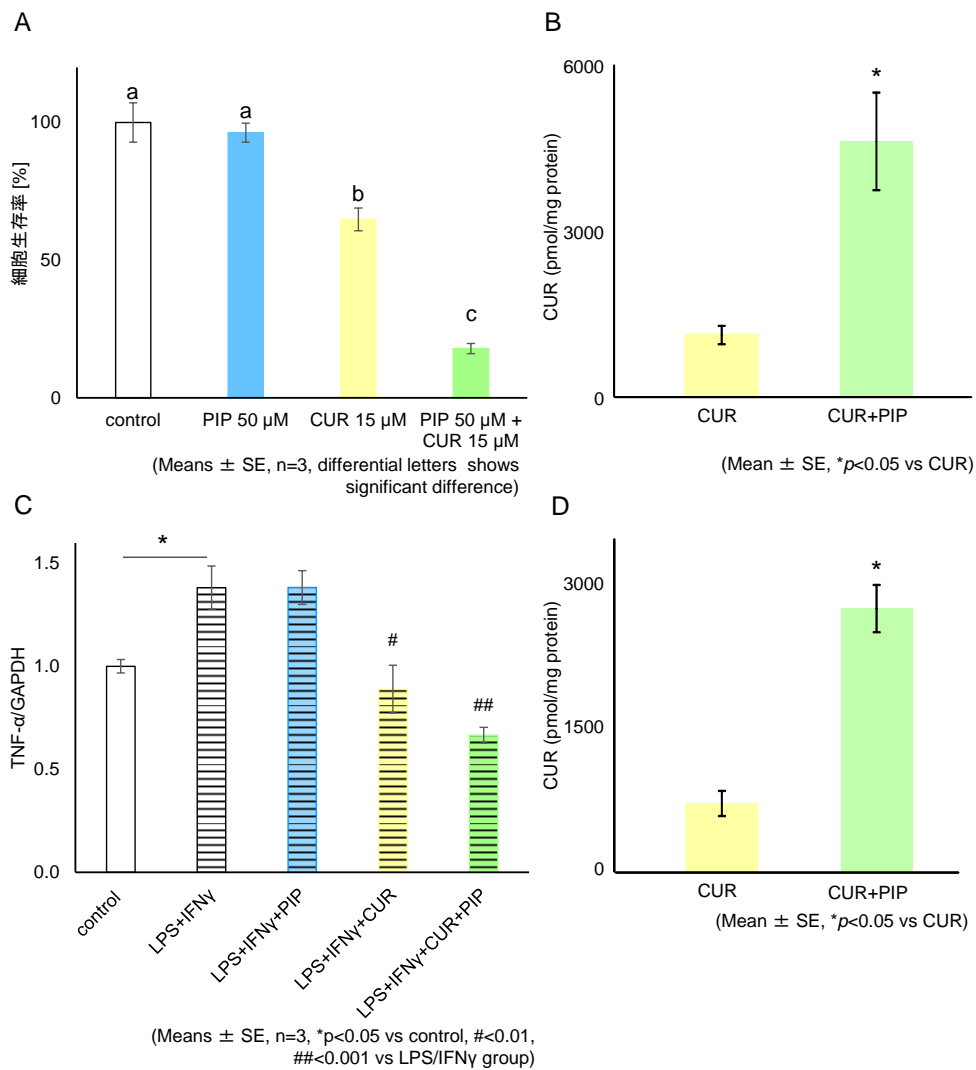 A
細胞生存率 [%]
100
50
0
a
a
b
c
control
PIP 50 μM
CUR 15 μM
PIP 50 μM +
CUR 15 μM
(Means ± SE, n=3, differential letters shows
significant difference)
B
CUR (pmol/mg protein)
6000
3000
0
*
CUR
CUR+PIP
(Mean ± SE, *p<0.05 vs CUR)
C
TNF-α/GAPDH
1.5
1.0
0.5
0.0
*
#
##
control
LPS+IFNγ
LPS+IFNγ+PIP
LPS+IFNγ+CUR
LPS+IFNγ+CUR+PIP
(Means ± SE, n=3, *p<0.05 vs control, #<0.01,
##<0.001 vs LPS/IFNγ group)
D
CUR (pmol/mg protein)
3000
1500
0
*
CUR
CUR+PIP
(Mean ± SE, *p<0.05 vs CUR)